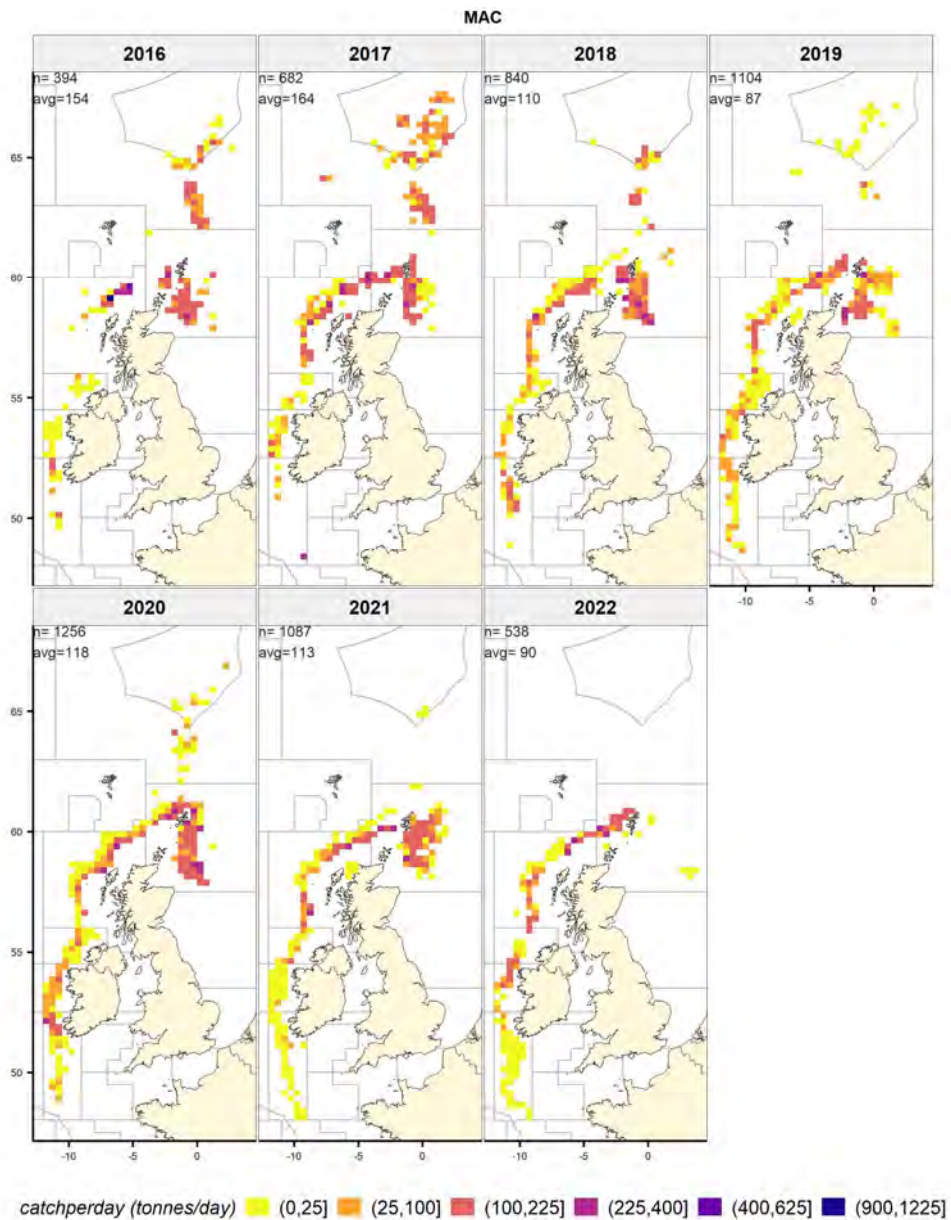 MAC
2016 2017 2018 2019
n= 394 n= 682 n= 840 n= 1104
avg=154 avg=164 avg=110 avg= 87
65
60
55
50
-10 -5 0
2020 2021 2022
n= 1256 n= 1087 n= 538
avg=118 avg=113 avg= 90
65
60
55
50
-10 -5 0 -10 -5 0 -10 -5 0
catchperday (tonnes/day) (0,25] (25,100] (100,225] (225,400] (400,625] (900,1225]